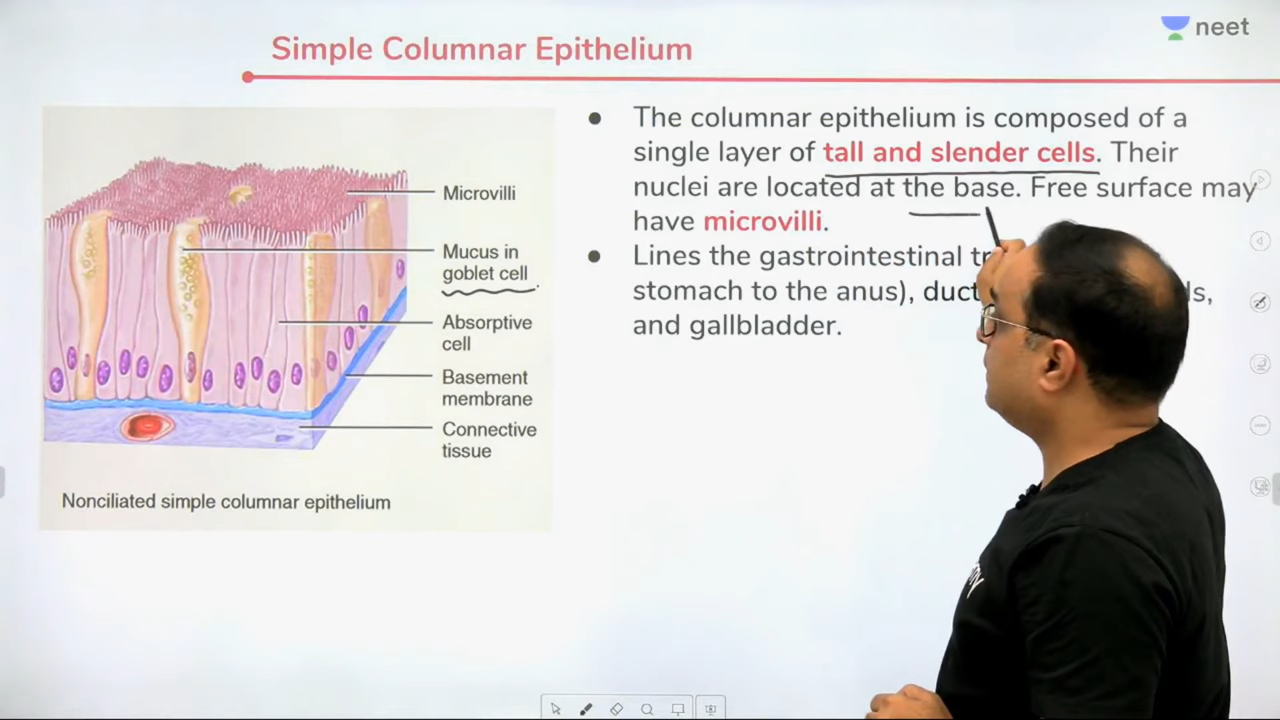 Simple Columnar Epithelium
neet
The columnar epithelium is composed of a
single layer of tall and slender cells. Their
nuclei are located at the base. Free surface may
have microvilli.
Lines the gastrointestinal
stomach to the anus),
and gallbladder.
Microvilli
Mucus in
goblet cell
Absorptive
cell
Basement
membrane
Connective
tissue
Nonciliated simple columnar epithelium